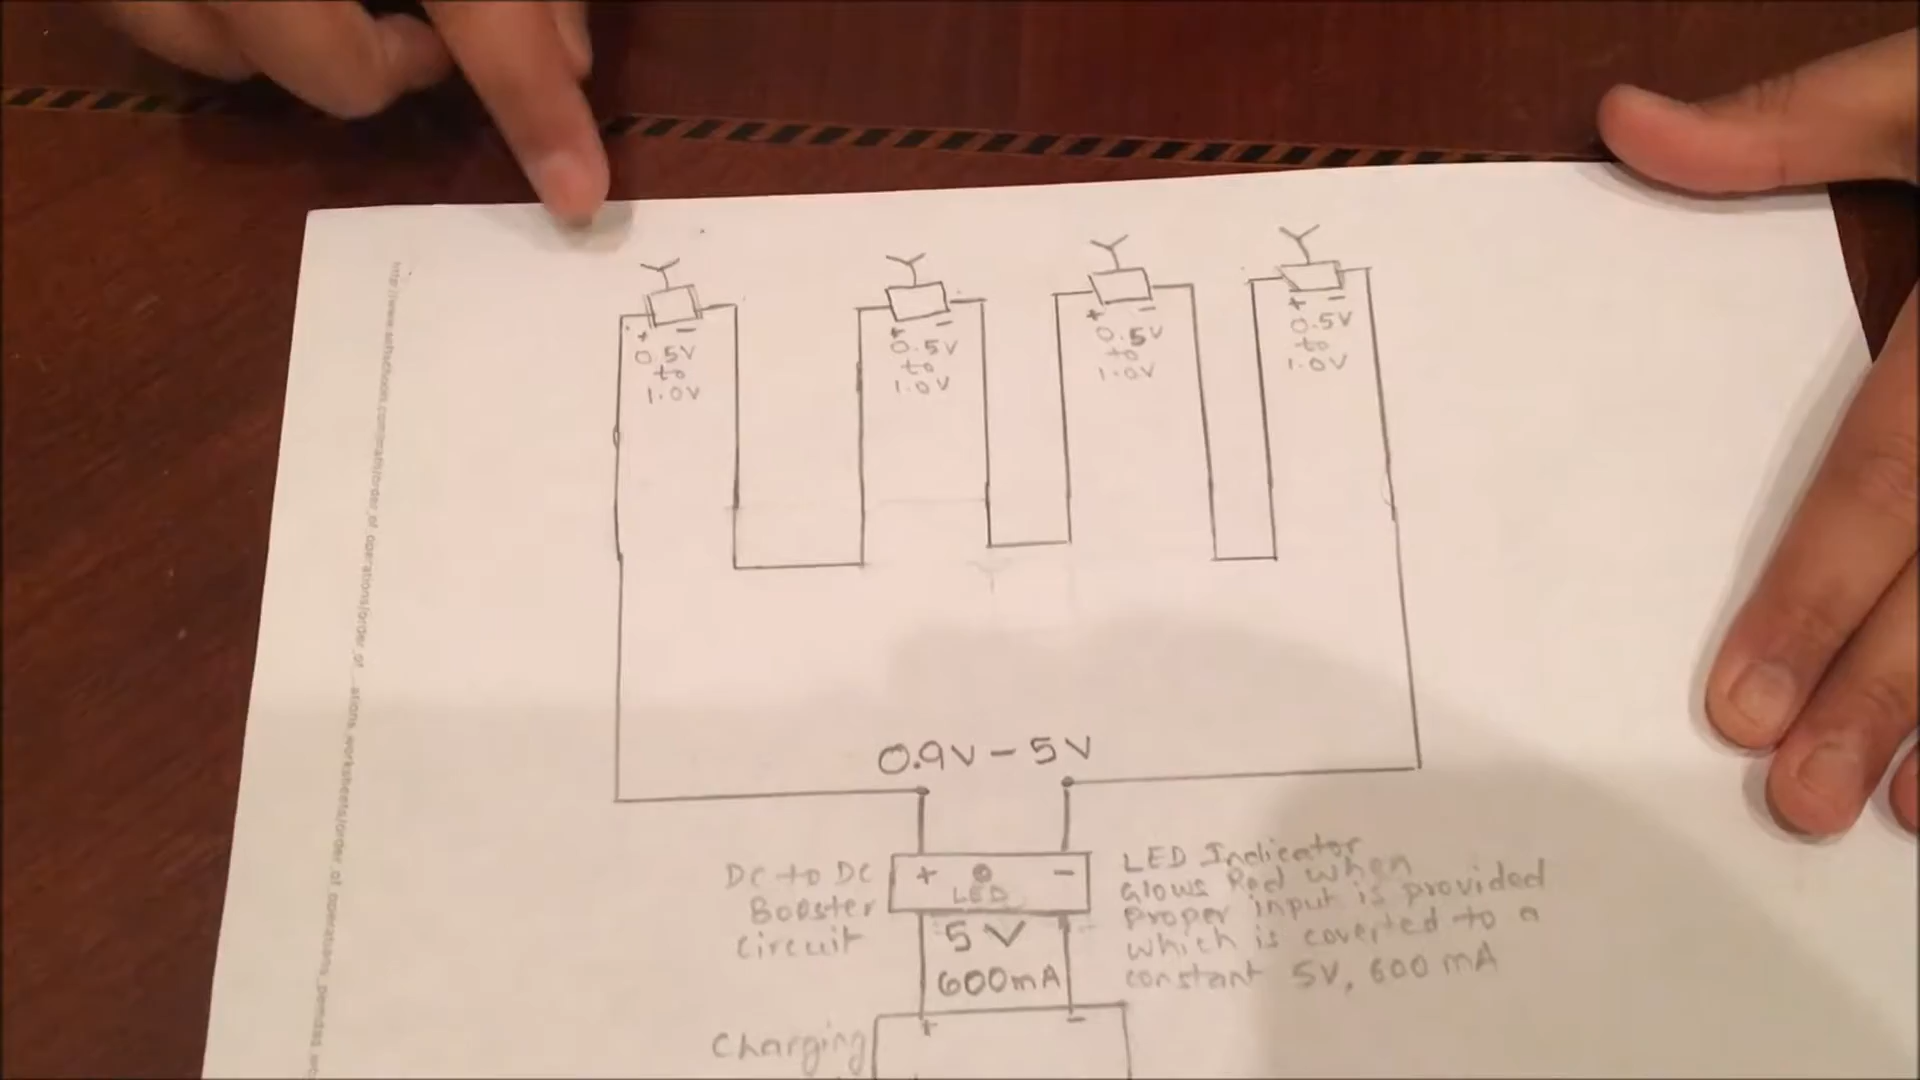 + -
0.5V
to
1.0V
+ -
0.5V
to
1.0V
+ -
0.5V
to
1.0V
+ -
0.5V
to
1.0V
0.9V - 5V
DC to DC
Booster
Circuit
+ -
LED
LED Indicator
Glows Red when
Proper input is provided
which is coverted to a
constant 5V, 600 mA
5V
600mA
Charging
+ -